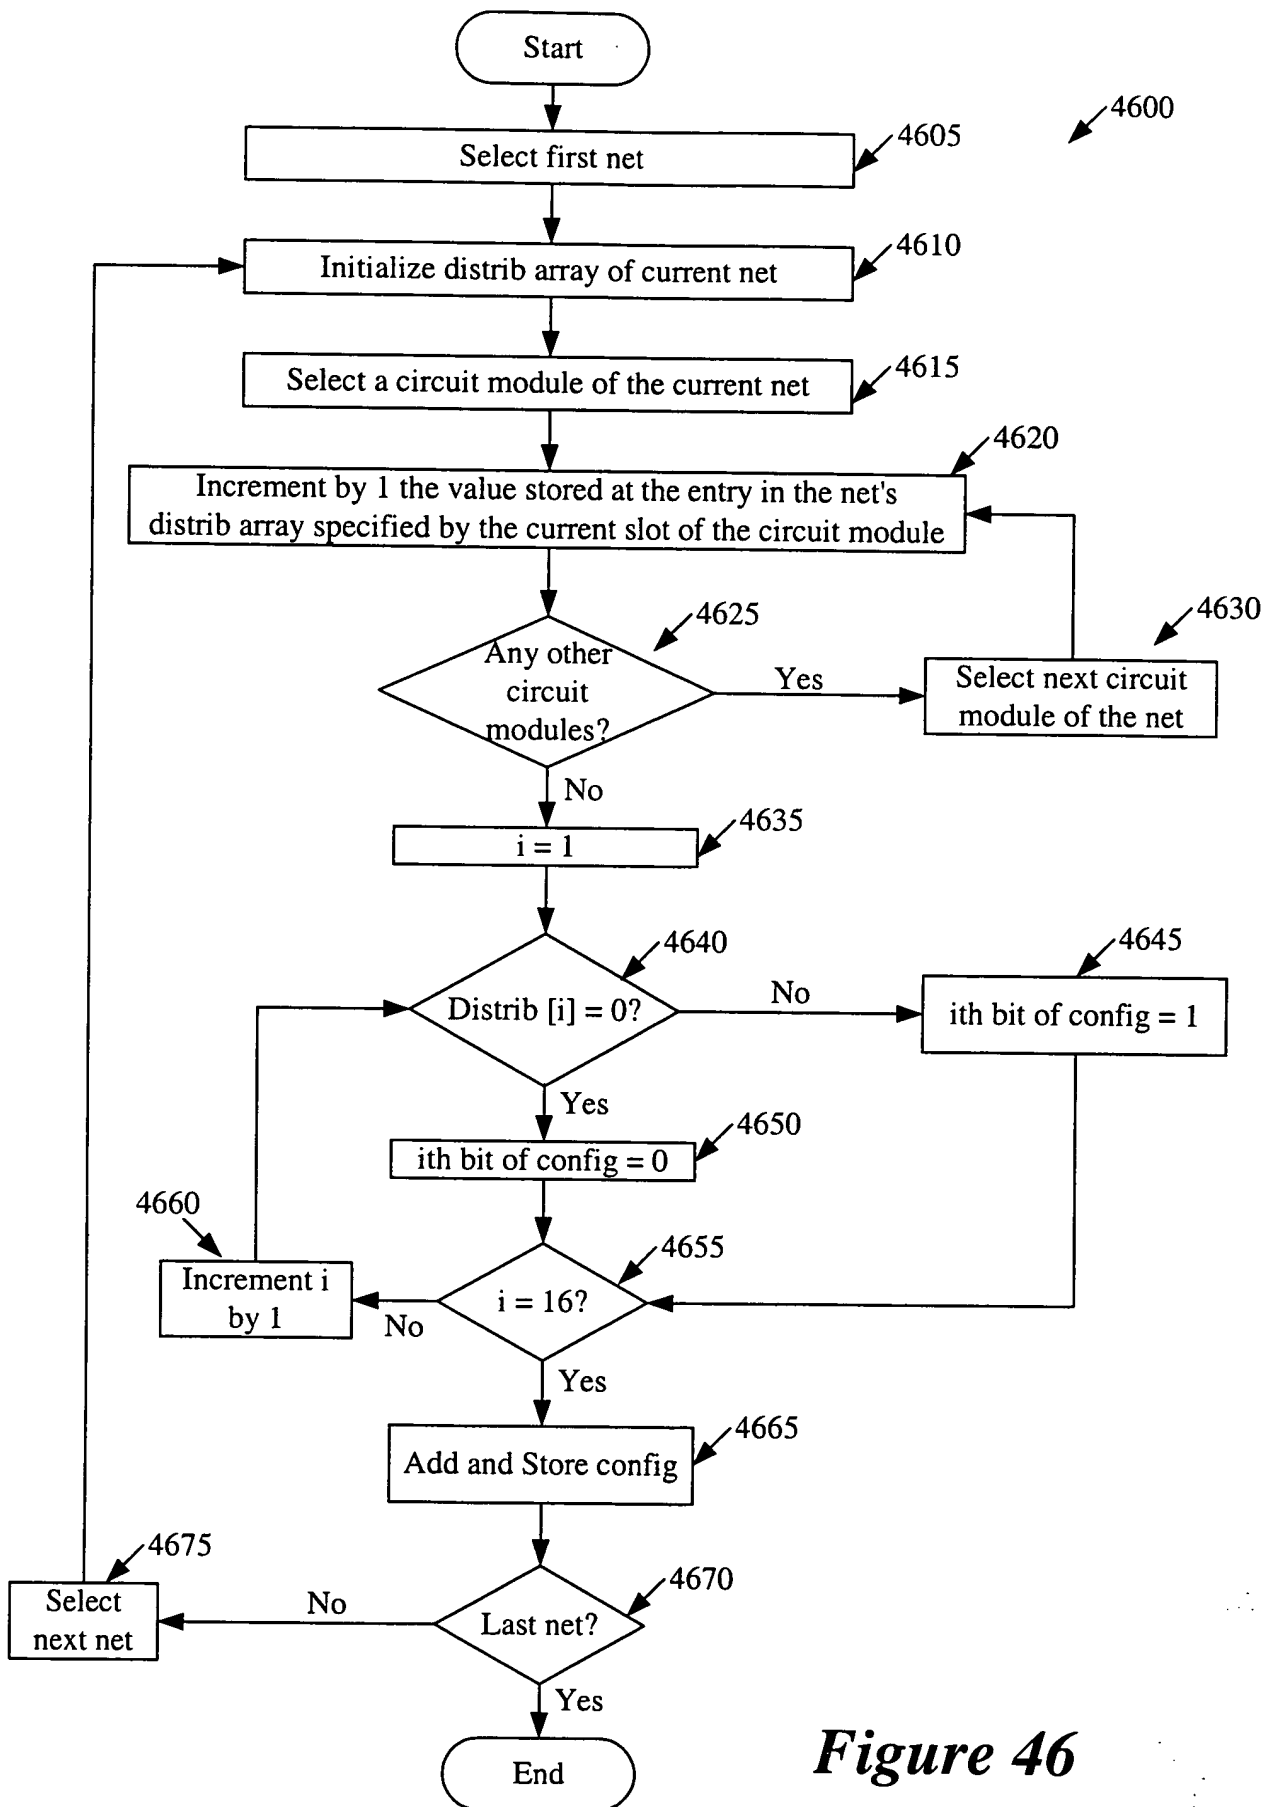 Start
4600
4605
Select first net
4610
Initialize distrib array of current net
4615
Select a circuit module of the current net
4620
Increment by 1 the value stored at the entry in the net's
distrib array specified by the current slot of the circuit module
4625
4630
Any other
circuit
modules?
Yes
Select next circuit
module of the net
No
4635
i = 1
4640
4645
Distrib [i] = 0?
No
ith bit of config = 1
Yes
4650
ith bit of config = 0
4660
4655
Increment i
by 1
i = 16?
No
Yes
4665
Add and Store config
4675
4670
Select
next net
No
Last net?
Yes
End
Figure 46